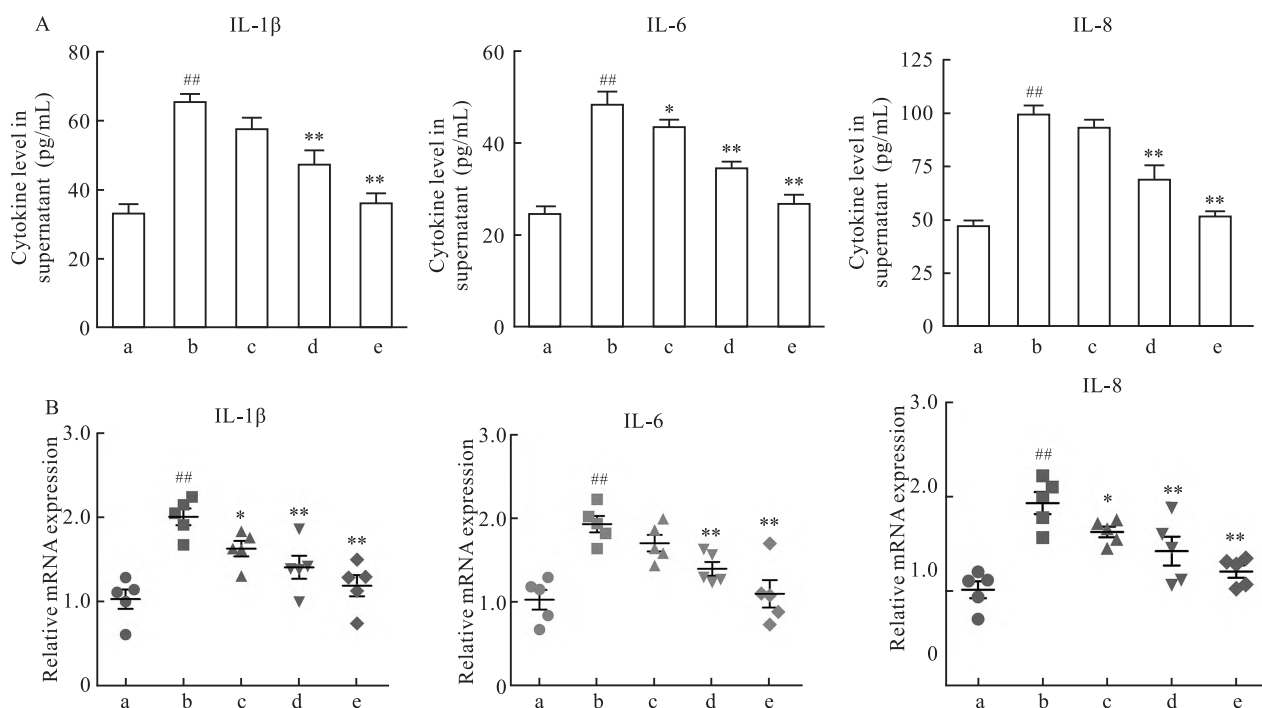 A
IL-1β
IL-6
IL-8
Cytokine level in
supernatant (pg/mL)
80
60
40
20
0
##
**
**
a b c d e
Cytokine level in
supernatant (pg/mL)
60
40
20
0
##
*
**
**
a b c d e
Cytokine level in
supernatant (pg/mL)
125
100
75
50
25
0
##
**
**
a b c d e
B
IL-1β
IL-6
IL-8
Relative mRNA expression
3.0
2.0
1.0
0
##
*
**
**
a b c d e
Relative mRNA expression
3.0
2.0
1.0
0
##
**
**
a b c d e
Relative mRNA expression
3.0
2.0
1.0
0
##
*
**
**
a b c d e